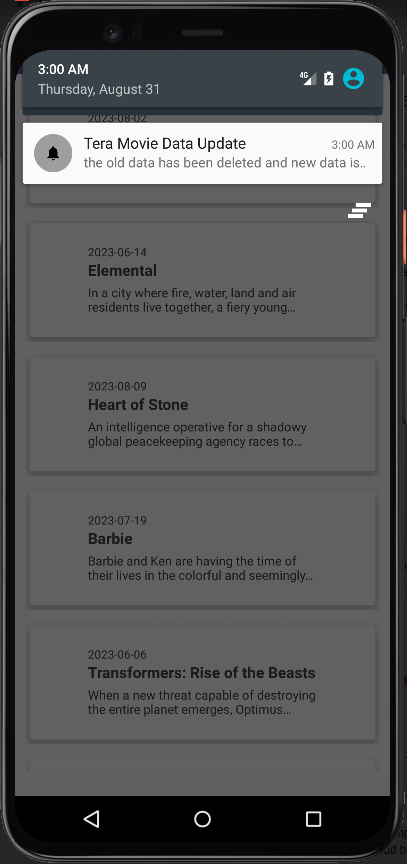 3:00 AM
Thursday, August 31
4G
2023-08-02
Tera Movie Data Update
3:00 AM
the old data has been deleted and new data is..
2023-06-14
Elemental
In a city where fire, water, land and air
residents live together, a fiery young...
2023-08-09
Heart of Stone
An intelligence operative for a shadowy
global peacekeeping agency races to...
2023-07-19
Barbie
Barbie and Ken are having the time of
their lives in the colorful and seemingly...
2023-06-06
Transformers: Rise of the Beasts
When a new threat capable of destroying
the entire planet emerges, Optimus...